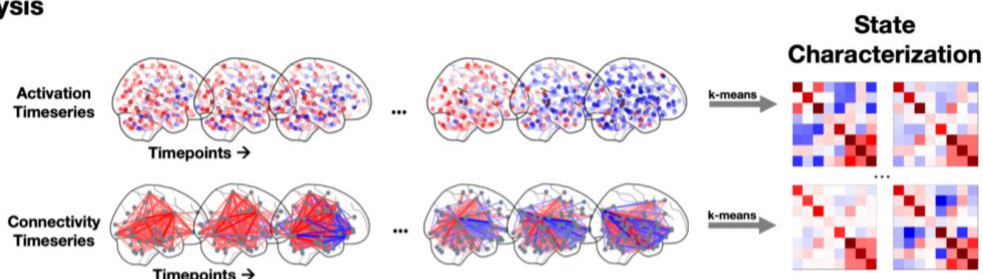 ysis
State
Characterization
Activation
Timeseries
...
k-means
Timepoints →
...
Connectivity
Timeseries
...
k-means
Timepoints →